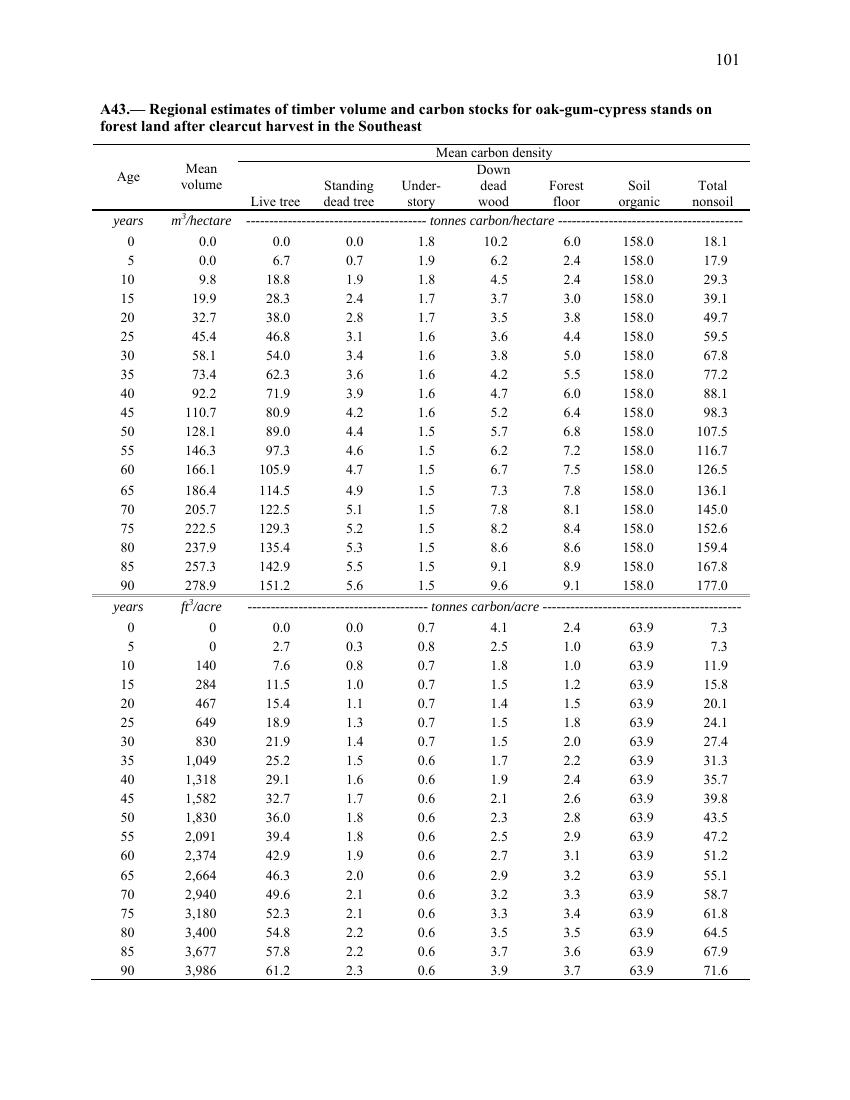 101
A43.— Regional estimates of timber volume and carbon stocks for oak-gum-cypress stands on
forest land after clearcut harvest in the Southeast
Mean carbon density
Age Mean volume Live tree Standing dead tree Under-story Down dead wood Forest floor Soil organic Total nonsoil
years m³/hectare ---------------------------------------- tonnes carbon/hectare ----------------------------------------
0 0.0 0.0 0.0 1.8 10.2 6.0 158.0 18.1
5 0.0 6.7 0.7 1.9 6.2 2.4 158.0 17.9
10 9.8 18.8 1.9 1.8 4.5 2.4 158.0 29.3
15 19.9 28.3 2.4 1.7 3.7 3.0 158.0 39.1
20 32.7 38.0 2.8 1.7 3.5 3.8 158.0 49.7
25 45.4 46.8 3.1 1.6 3.6 4.4 158.0 59.5
30 58.1 54.0 3.4 1.6 3.8 5.0 158.0 67.8
35 73.4 62.3 3.6 1.6 4.2 5.5 158.0 77.2
40 92.2 71.9 3.9 1.6 4.7 6.0 158.0 88.1
45 110.7 80.9 4.2 1.6 5.2 6.4 158.0 98.3
50 128.1 89.0 4.4 1.5 5.7 6.8 158.0 107.5
55 146.3 97.3 4.6 1.5 6.2 7.2 158.0 116.7
60 166.1 105.9 4.7 1.5 6.7 7.5 158.0 126.5
65 186.4 114.5 4.9 1.5 7.3 7.8 158.0 136.1
70 205.7 122.5 5.1 1.5 7.8 8.1 158.0 145.0
75 222.5 129.3 5.2 1.5 8.2 8.4 158.0 152.6
80 237.9 135.4 5.3 1.5 8.6 8.6 158.0 159.4
85 257.3 142.9 5.5 1.5 9.1 8.9 158.0 167.8
90 278.9 151.2 5.6 1.5 9.6 9.1 158.0 177.0
years ft³/acre ---------------------------------------- tonnes carbon/acre ----------------------------------------
0 0 0.0 0.0 0.7 4.1 2.4 63.9 7.3
5 0 2.7 0.3 0.8 2.5 1.0 63.9 7.3
10 140 7.6 0.8 0.7 1.8 1.0 63.9 11.9
15 284 11.5 1.0 0.7 1.5 1.2 63.9 15.8
20 467 15.4 1.1 0.7 1.4 1.5 63.9 20.1
25 649 18.9 1.3 0.7 1.5 1.8 63.9 24.1
30 830 21.9 1.4 0.7 1.5 2.0 63.9 27.4
35 1,049 25.2 1.5 0.6 1.7 2.2 63.9 31.3
40 1,318 29.1 1.6 0.6 1.9 2.4 63.9 35.7
45 1,582 32.7 1.7 0.6 2.1 2.6 63.9 39.8
50 1,830 36.0 1.8 0.6 2.3 2.8 63.9 43.5
55 2,091 39.4 1.8 0.6 2.5 2.9 63.9 47.2
60 2,374 42.9 1.9 0.6 2.7 3.1 63.9 51.2
65 2,664 46.3 2.0 0.6 2.9 3.2 63.9 55.1
70 2,940 49.6 2.1 0.6 3.2 3.3 63.9 58.7
75 3,180 52.3 2.1 0.6 3.3 3.4 63.9 61.8
80 3,400 54.8 2.2 0.6 3.5 3.5 63.9 64.5
85 3,677 57.8 2.2 0.6 3.7 3.6 63.9 67.9
90 3,986 61.2 2.3 0.6 3.9 3.7 63.9 71.6